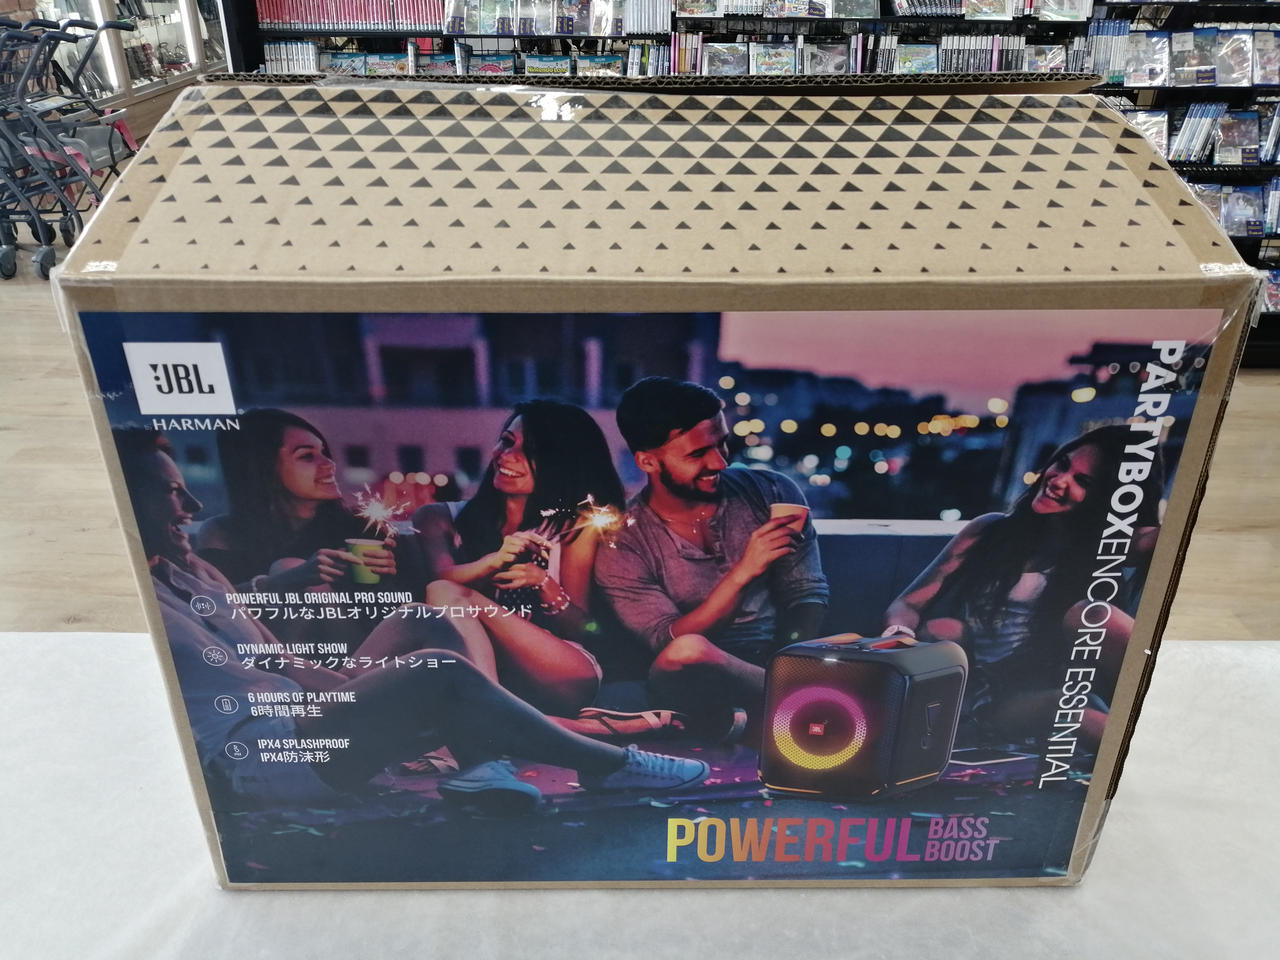 JBL
by HARMAN
PARTYBOXENCORE ESSENTIAL
POWERFUL JBL ORIGINAL PRO SOUND
パワフルなJBLオリジナルプロサウンド
DYNAMIC LIGHT SHOW
ダイナミックなライトショー
6 HOURS OF PLAYTIME
6時間再生
IPX4 SPLASHPROOF
IPX4防沫形
JBL
POWERFUL BASS
BOOST